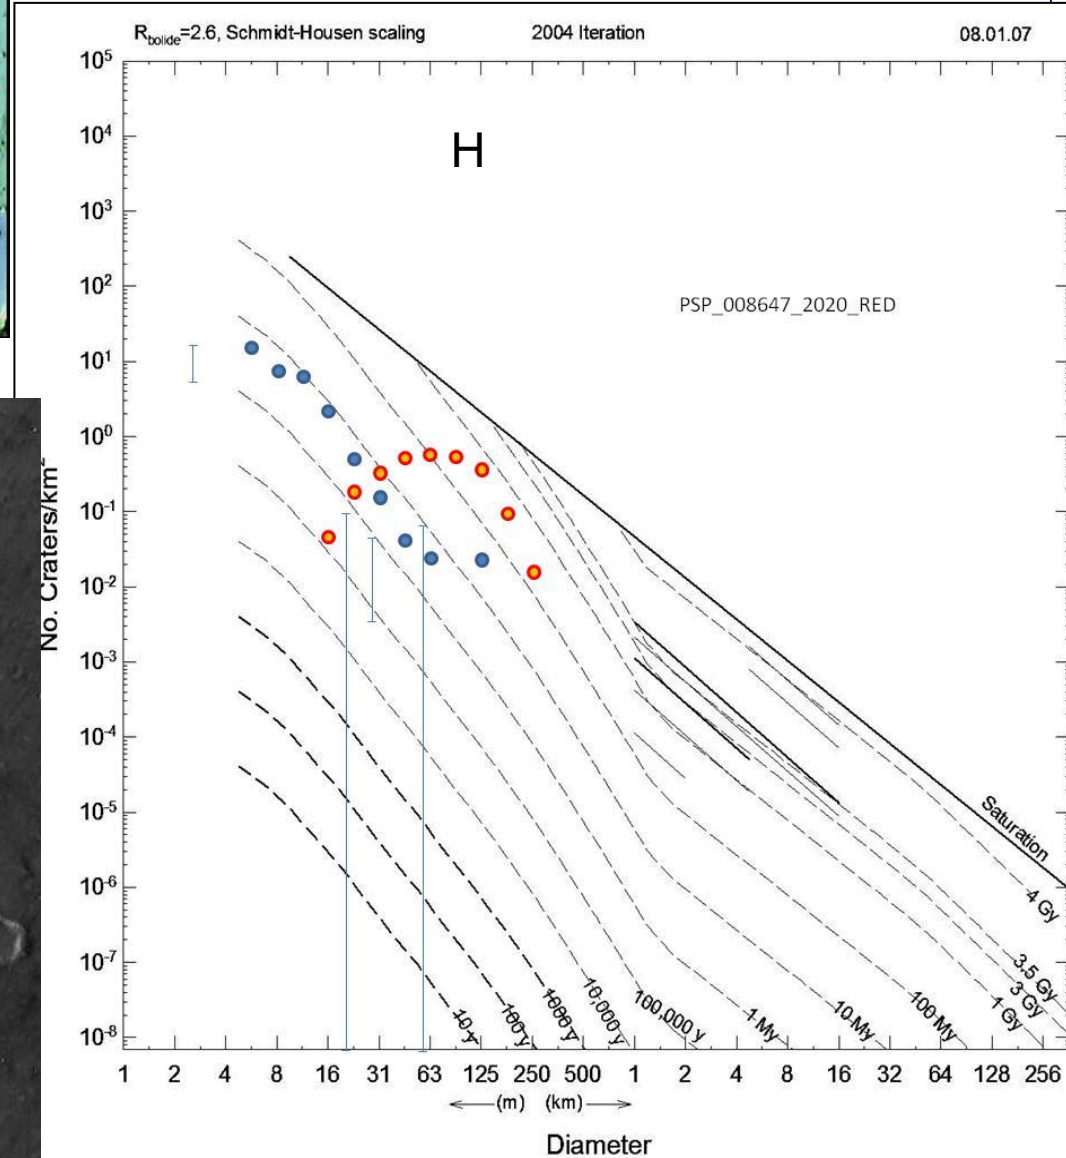 R_bolide=2.6, Schmidt-Housen scaling 2004 Iteration 08.01.07
H
PSP_008647_2020_RED
10^5
10^4
10^3
10^2
10^1
10^0
10^-1
10^-2
10^-3
10^-4
10^-5
10^-6
10^-7
10^-8
No. Craters/km^2
Saturation
4 Gy
3.5 Gy
3 Gy
1 Gy
100 My
10 My
1 My
100,000 y
10,000 y
1000 y
100 y
10 y
1 2 4 8 16 31 63 125 250 500 1 2 4 8 16 32 64 128 256
(m) (km)
Diameter